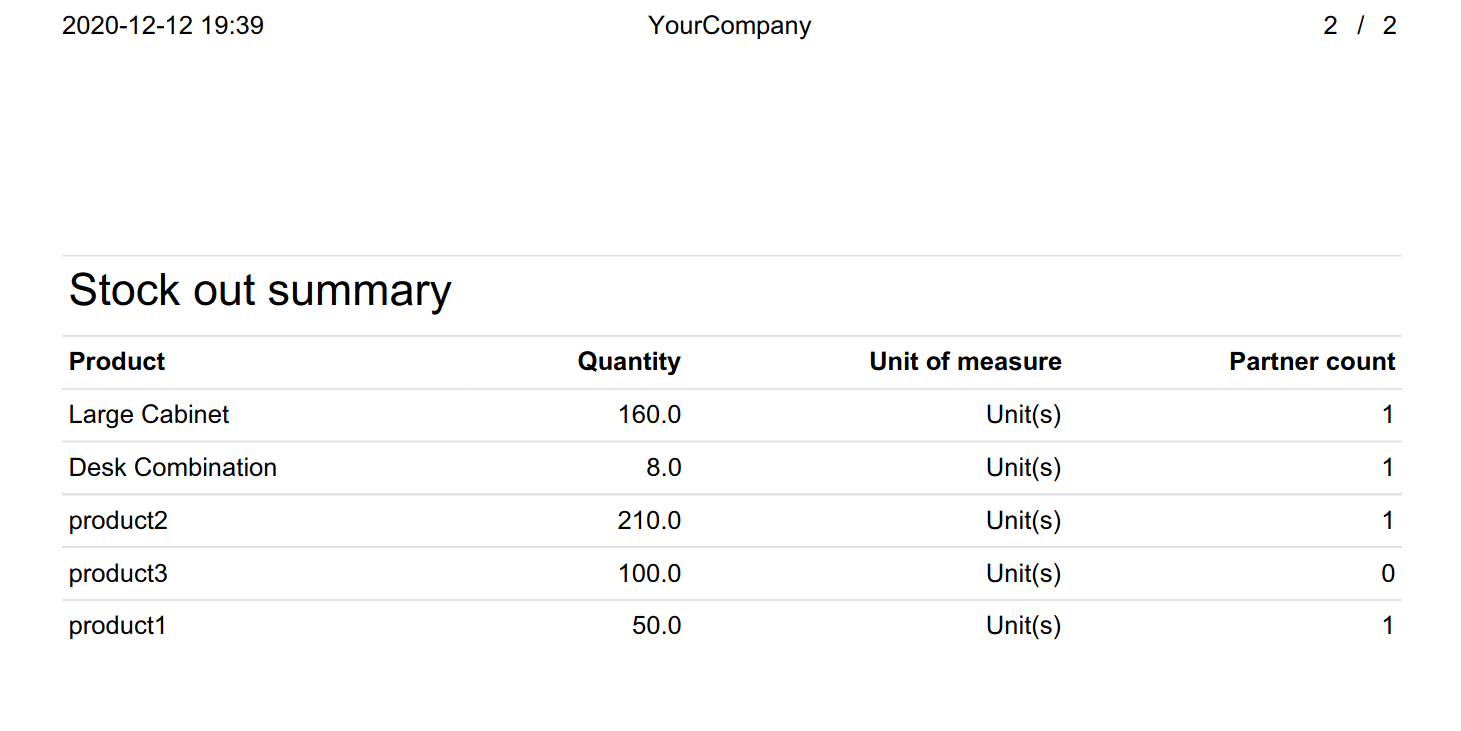 2020-12-12 19:39 YourCompany 2 / 2
Stock out summary
Product Quantity Unit of measure Partner count
Large Cabinet 160.0 Unit(s) 1
Desk Combination 8.0 Unit(s) 1
product2 210.0 Unit(s) 1
product3 100.0 Unit(s) 0
product1 50.0 Unit(s) 1